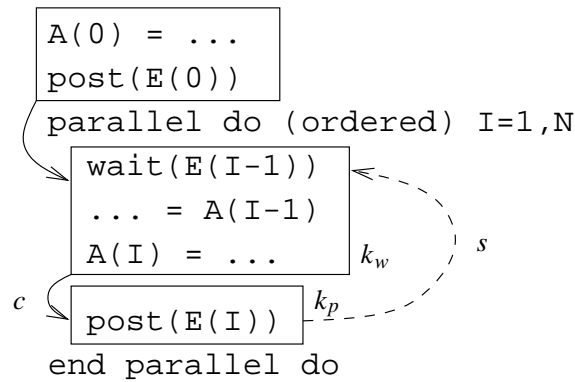 A(0) = ...
post(E(0))
parallel do (ordered) I=1,N
wait(E(I-1))
... = A(I-1)
A(I) = ... k_w
s
c
post(E(I)) k_p
end parallel do